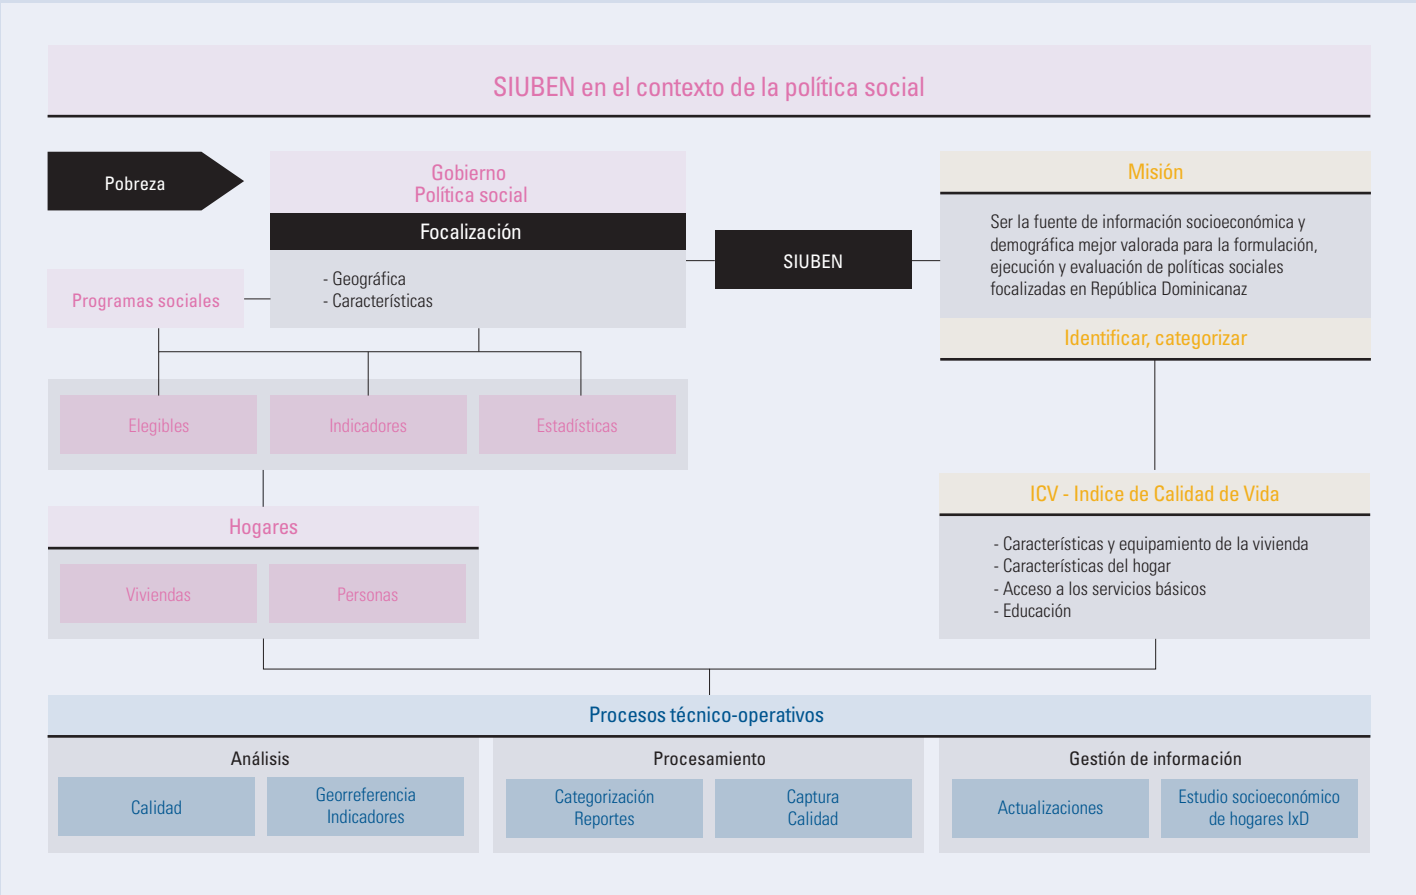 SIUBEN en el contexto de la política social
Pobreza
Gobierno
Política social
Focalización
- Geográfica
- Características
Programas sociales
SIUBEN
Misión
Ser la fuente de información socioeconómica y
demográfica mejor valorada para la formulación,
ejecución y evaluación de políticas sociales
focalizadas en República Dominicanaz
Identificar, categorizar
Elegibles
Indicadores
Estadísticas
Hogares
Viviendas
Personas
ICV - Indice de Calidad de Vida
- Características y equipamiento de la vivienda
- Características del hogar
- Acceso a los servicios básicos
- Educación
Procesos técnico-operativos
Análisis
Calidad
Georreferencia
Indicadores
Procesamiento
Categorización
Reportes
Captura
Calidad
Gestión de información
Actualizaciones
Estudio socioeconómico
de hogares IxD